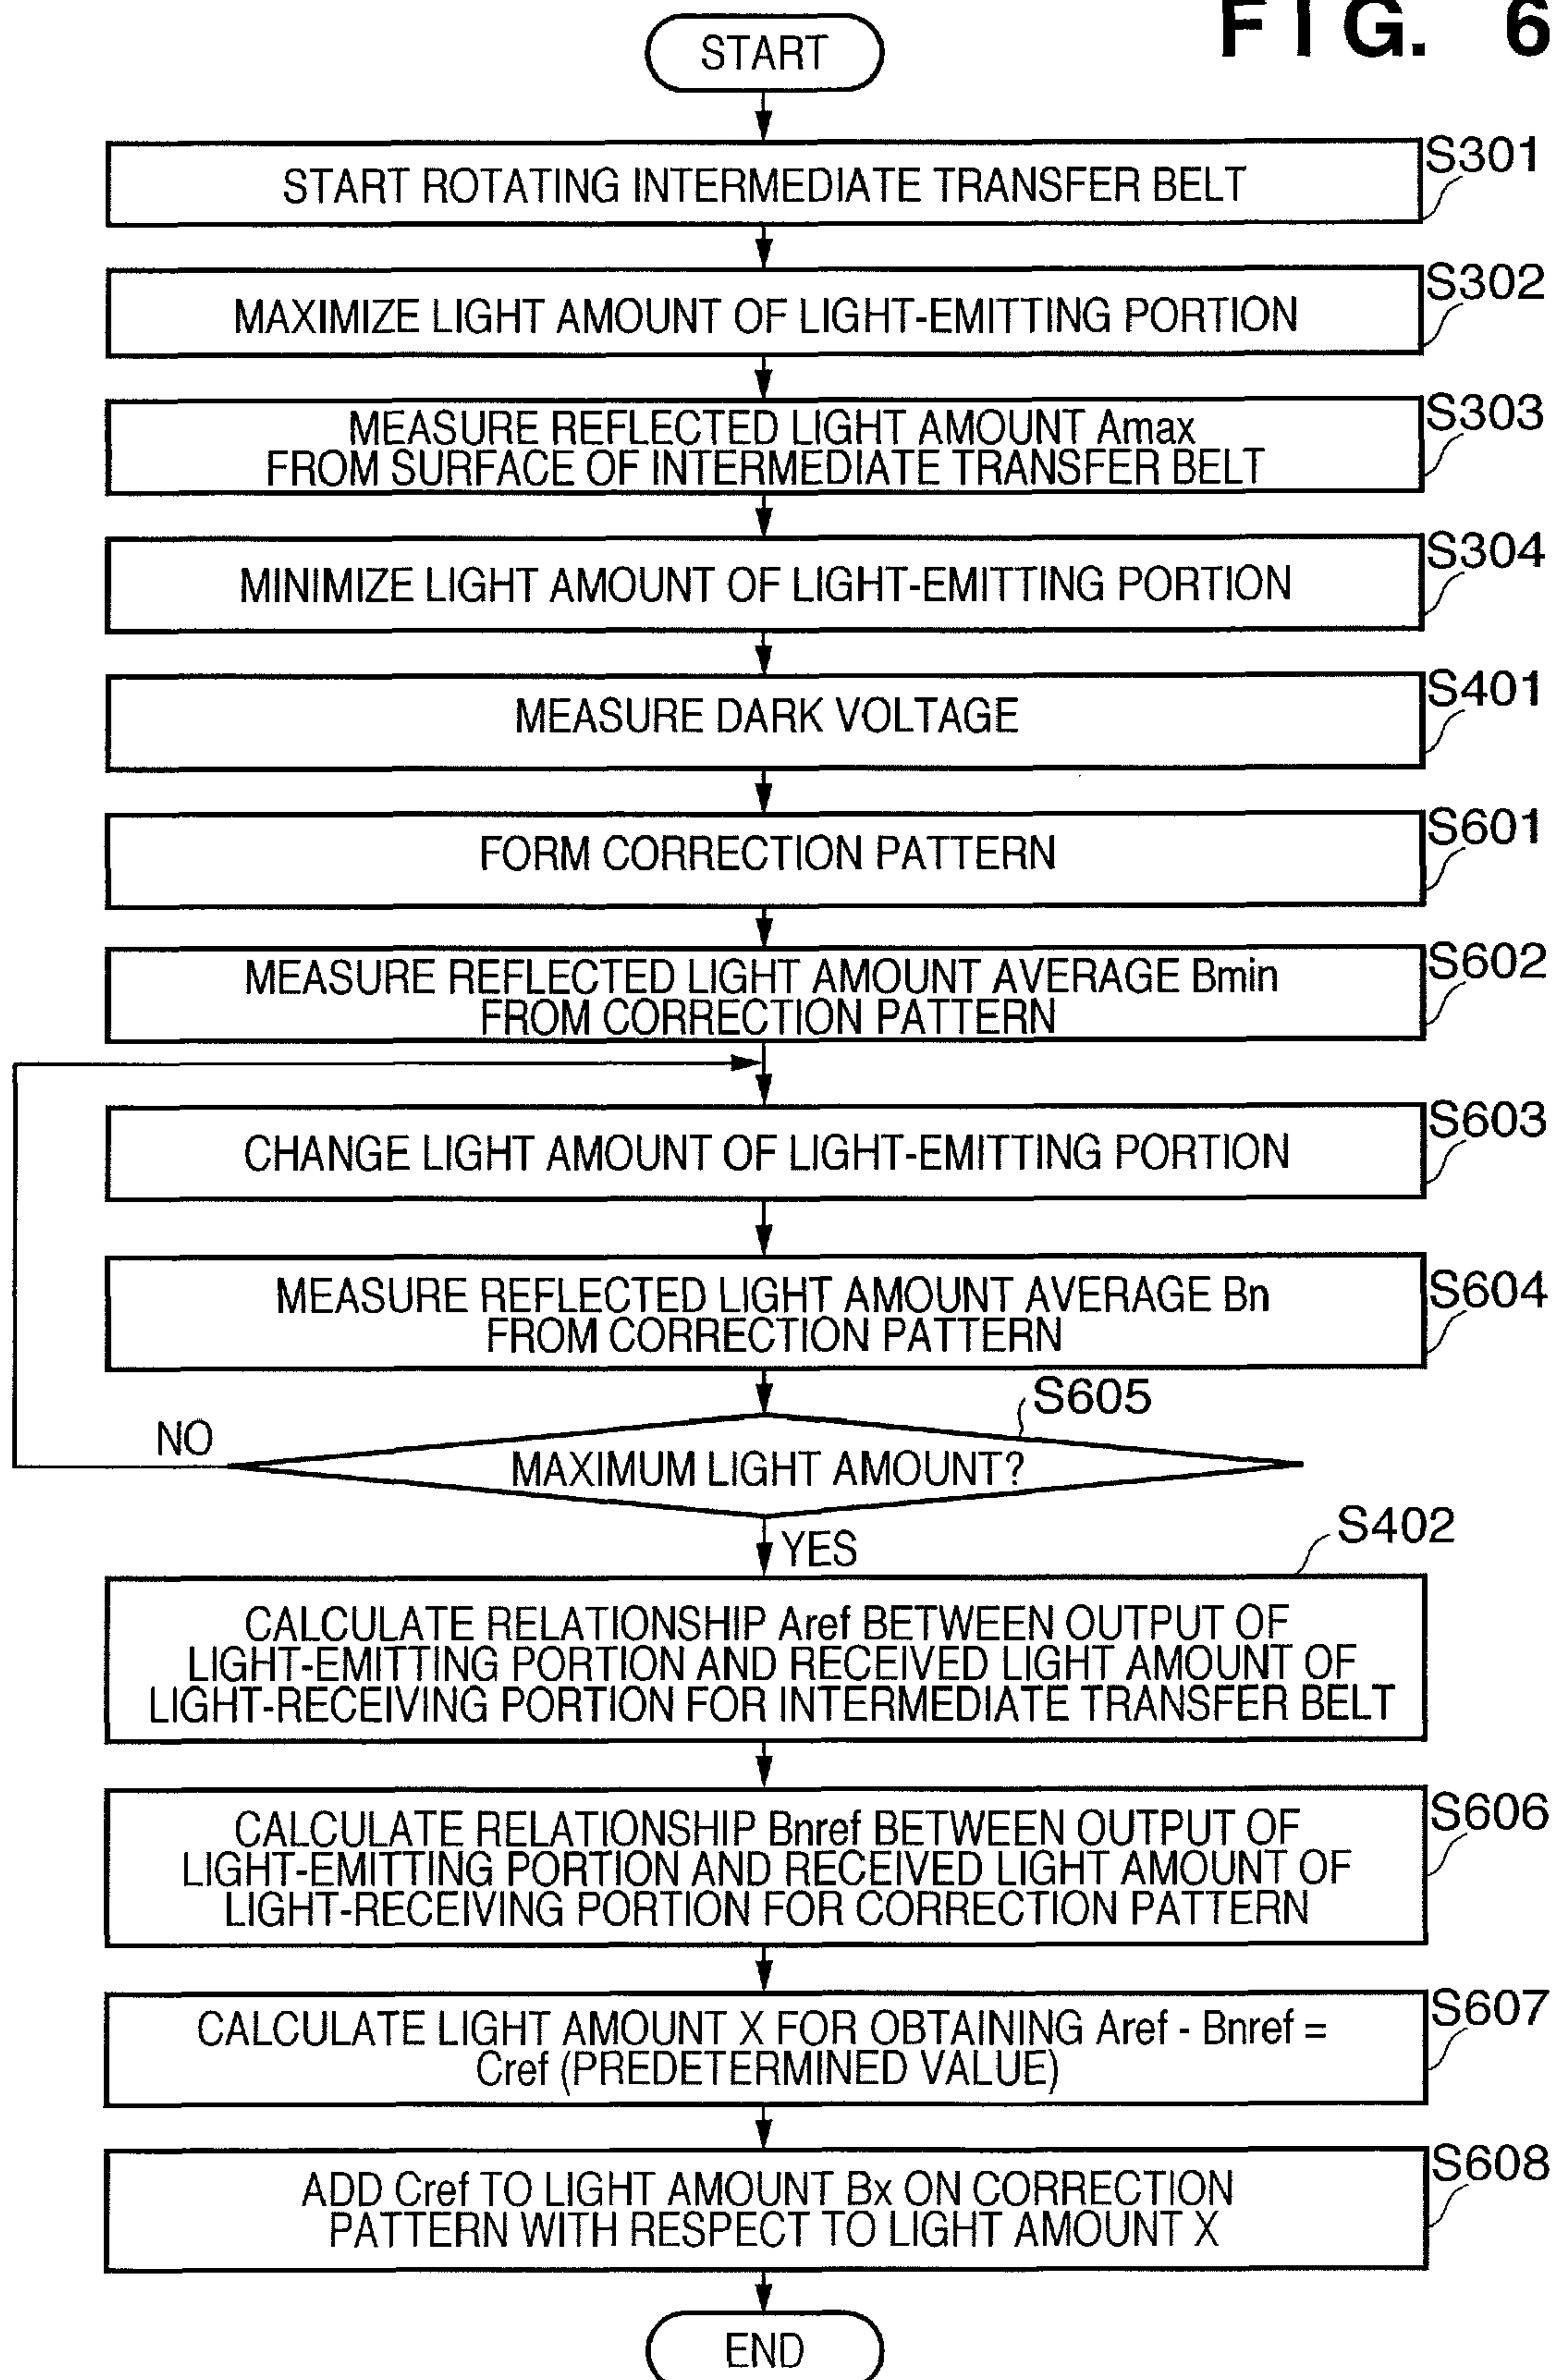 FIG. 6
START
S301
START ROTATING INTERMEDIATE TRANSFER BELT
S302
MAXIMIZE LIGHT AMOUNT OF LIGHT-EMITTING PORTION
S303
MEASURE REFLECTED LIGHT AMOUNT Amax
FROM SURFACE OF INTERMEDIATE TRANSFER BELT
S304
MINIMIZE LIGHT AMOUNT OF LIGHT-EMITTING PORTION
S401
MEASURE DARK VOLTAGE
S601
FORM CORRECTION PATTERN
S602
MEASURE REFLECTED LIGHT AMOUNT AVERAGE Bmin
FROM CORRECTION PATTERN
S603
CHANGE LIGHT AMOUNT OF LIGHT-EMITTING PORTION
S604
MEASURE REFLECTED LIGHT AMOUNT AVERAGE Bn
FROM CORRECTION PATTERN
S605
NO
MAXIMUM LIGHT AMOUNT?
YES
S402
CALCULATE RELATIONSHIP Aref BETWEEN OUTPUT OF
LIGHT-EMITTING PORTION AND RECEIVED LIGHT AMOUNT OF
LIGHT-RECEIVING PORTION FOR INTERMEDIATE TRANSFER BELT
S606
CALCULATE RELATIONSHIP Bnref BETWEEN OUTPUT OF
LIGHT-EMITTING PORTION AND RECEIVED LIGHT AMOUNT OF
LIGHT-RECEIVING PORTION FOR CORRECTION PATTERN
S607
CALCULATE LIGHT AMOUNT X FOR OBTAINING Aref - Bnref =
Cref (PREDETERMINED VALUE)
S608
ADD Cref TO LIGHT AMOUNT Bx ON CORRECTION
PATTERN WITH RESPECT TO LIGHT AMOUNT X
END